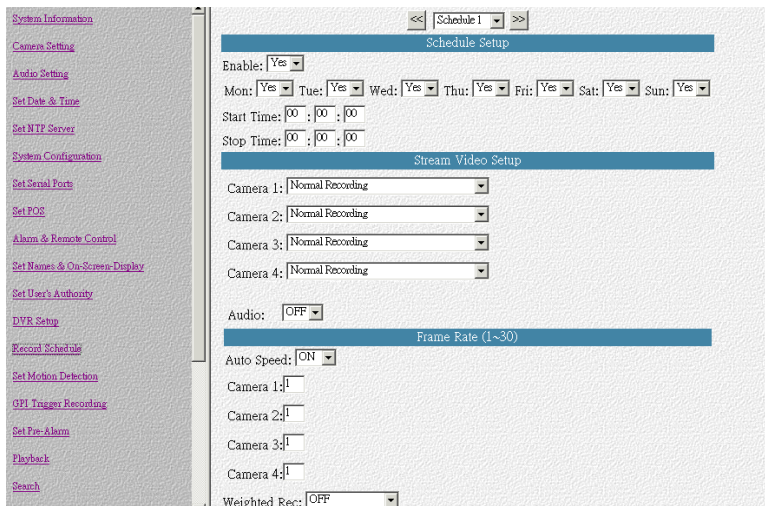 System Information
Camera Setting
Audio Setting
Set Date & Time
Set NTP Server
System Configuration
Set Serial Ports
Set POS
Alarm & Remote Control
Set Names & On-Screen-Display
Set User's Authority
DVR Setup
Record Schedule
Set Motion Detection
GPI Trigger Recording
Set Pre-Alarm
Playback
Search
<< Schedule 1 >>
Schedule Setup
Enable: Yes
Mon: Yes Tue: Yes Wed: Yes Thu: Yes Fri: Yes Sat: Yes Sun: Yes
Start Time: 00 : 00 : 00
Stop Time: 00 : 00 : 00
Stream Video Setup
Camera 1: Normal Recording
Camera 2: Normal Recording
Camera 3: Normal Recording
Camera 4: Normal Recording
Audio: OFF
Frame Rate (1~30)
Auto Speed: ON
Camera 1: 1
Camera 2: 1
Camera 3: 1
Camera 4: 1
Weighted Rec: OFF